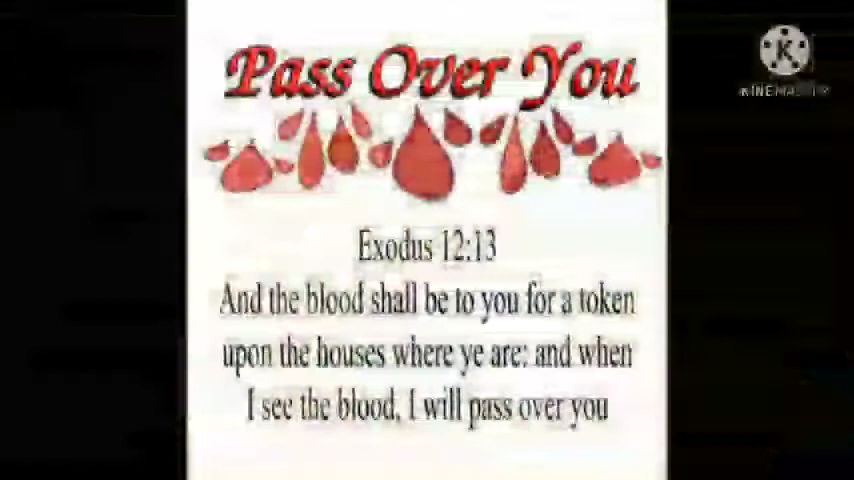 Pass Over You
KINEMASTER
Exodus 12:13
And the blood shall be to you for a token
upon the houses where ye are: and when
I see the blood, I will pass over you